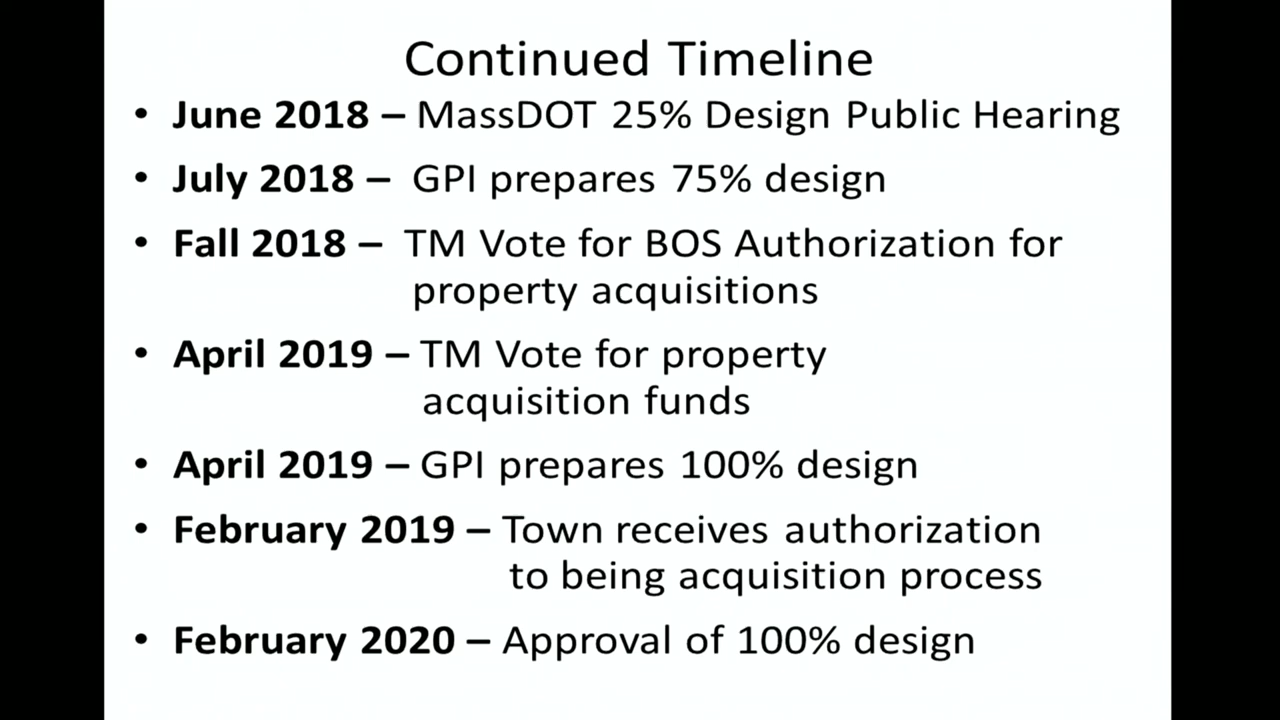 Continued Timeline
• June 2018 – MassDOT 25% Design Public Hearing
• July 2018 – GPI prepares 75% design
• Fall 2018 – TM Vote for BOS Authorization for
property acquisitions
• April 2019 – TM Vote for property
acquisition funds
• April 2019 – GPI prepares 100% design
• February 2019 – Town receives authorization
to being acquisition process
• February 2020 – Approval of 100% design